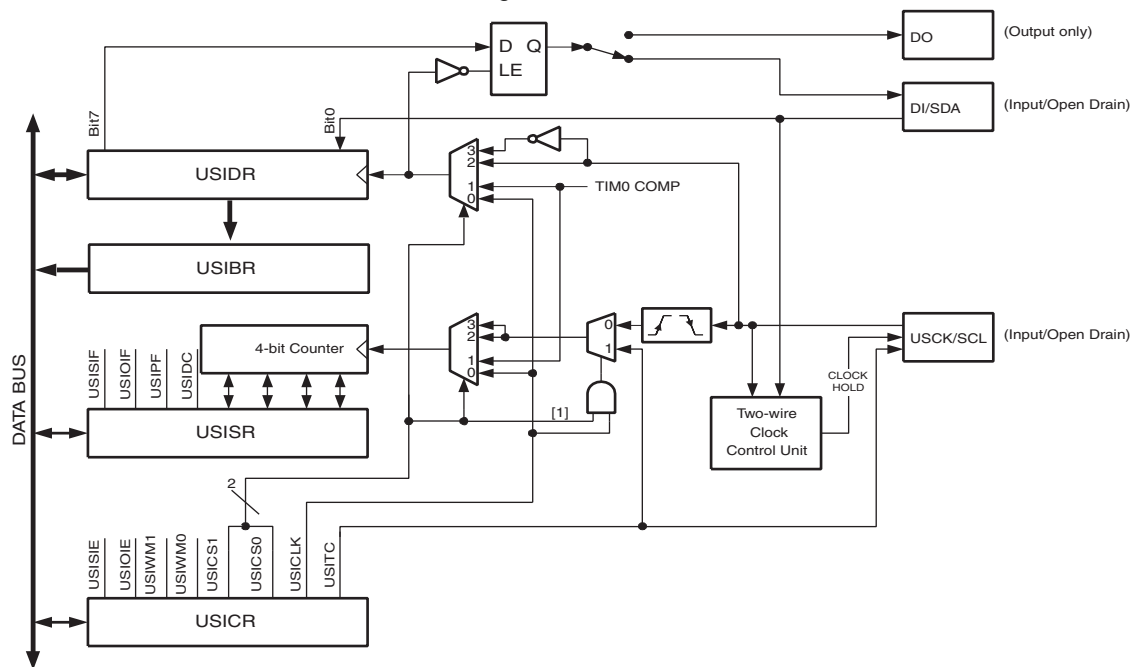 D Q
LE
DO
(Output only)
DI/SDA
(Input/Open Drain)
Bit7
Bit0
USIDR
3
2
1
0
TIM0 COMP
USIBR
DATA BUS
4-bit Counter
3
2
1
0
0
1
USCK/SCL
(Input/Open Drain)
CLOCK
HOLD
USISIF
USIOIF
USIPF
USIDC
[1]
Two-wire
Clock
Control Unit
USISR
2
USISIE
USIOIE
USIWM1
USIWM0
USICS1
USICS0
USICLK
USITC
USICR